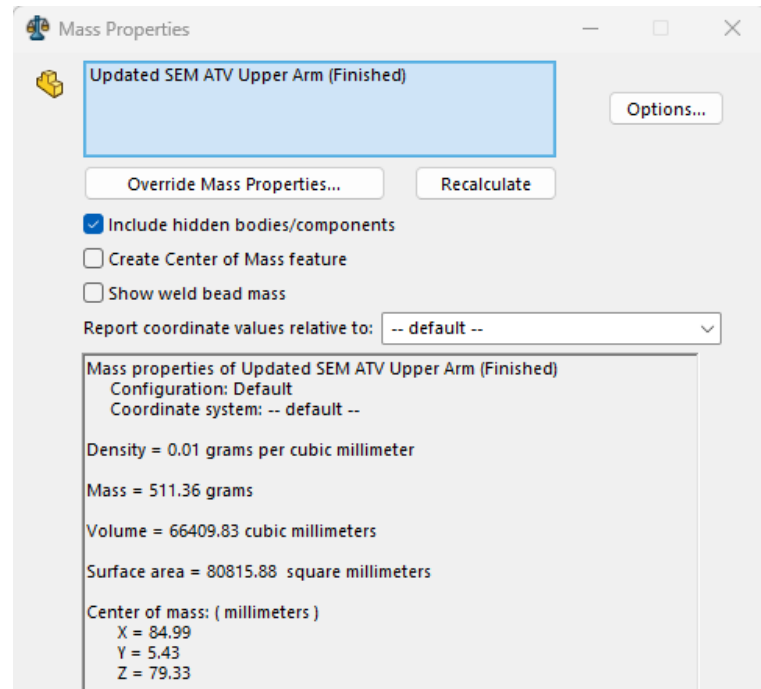 Mass Properties
Updated SEM ATV Upper Arm (Finished)
Options...
Override Mass Properties...
Recalculate
Include hidden bodies/components
Create Center of Mass feature
Show weld bead mass
Report coordinate values relative to:
-- default --
Mass properties of Updated SEM ATV Upper Arm (Finished)
Configuration: Default
Coordinate system: -- default --
Density = 0.01 grams per cubic millimeter
Mass = 511.36 grams
Volume = 66409.83 cubic millimeters
Surface area = 80815.88 square millimeters
Center of mass: ( millimeters )
X = 84.99
Y = 5.43
Z = 79.33